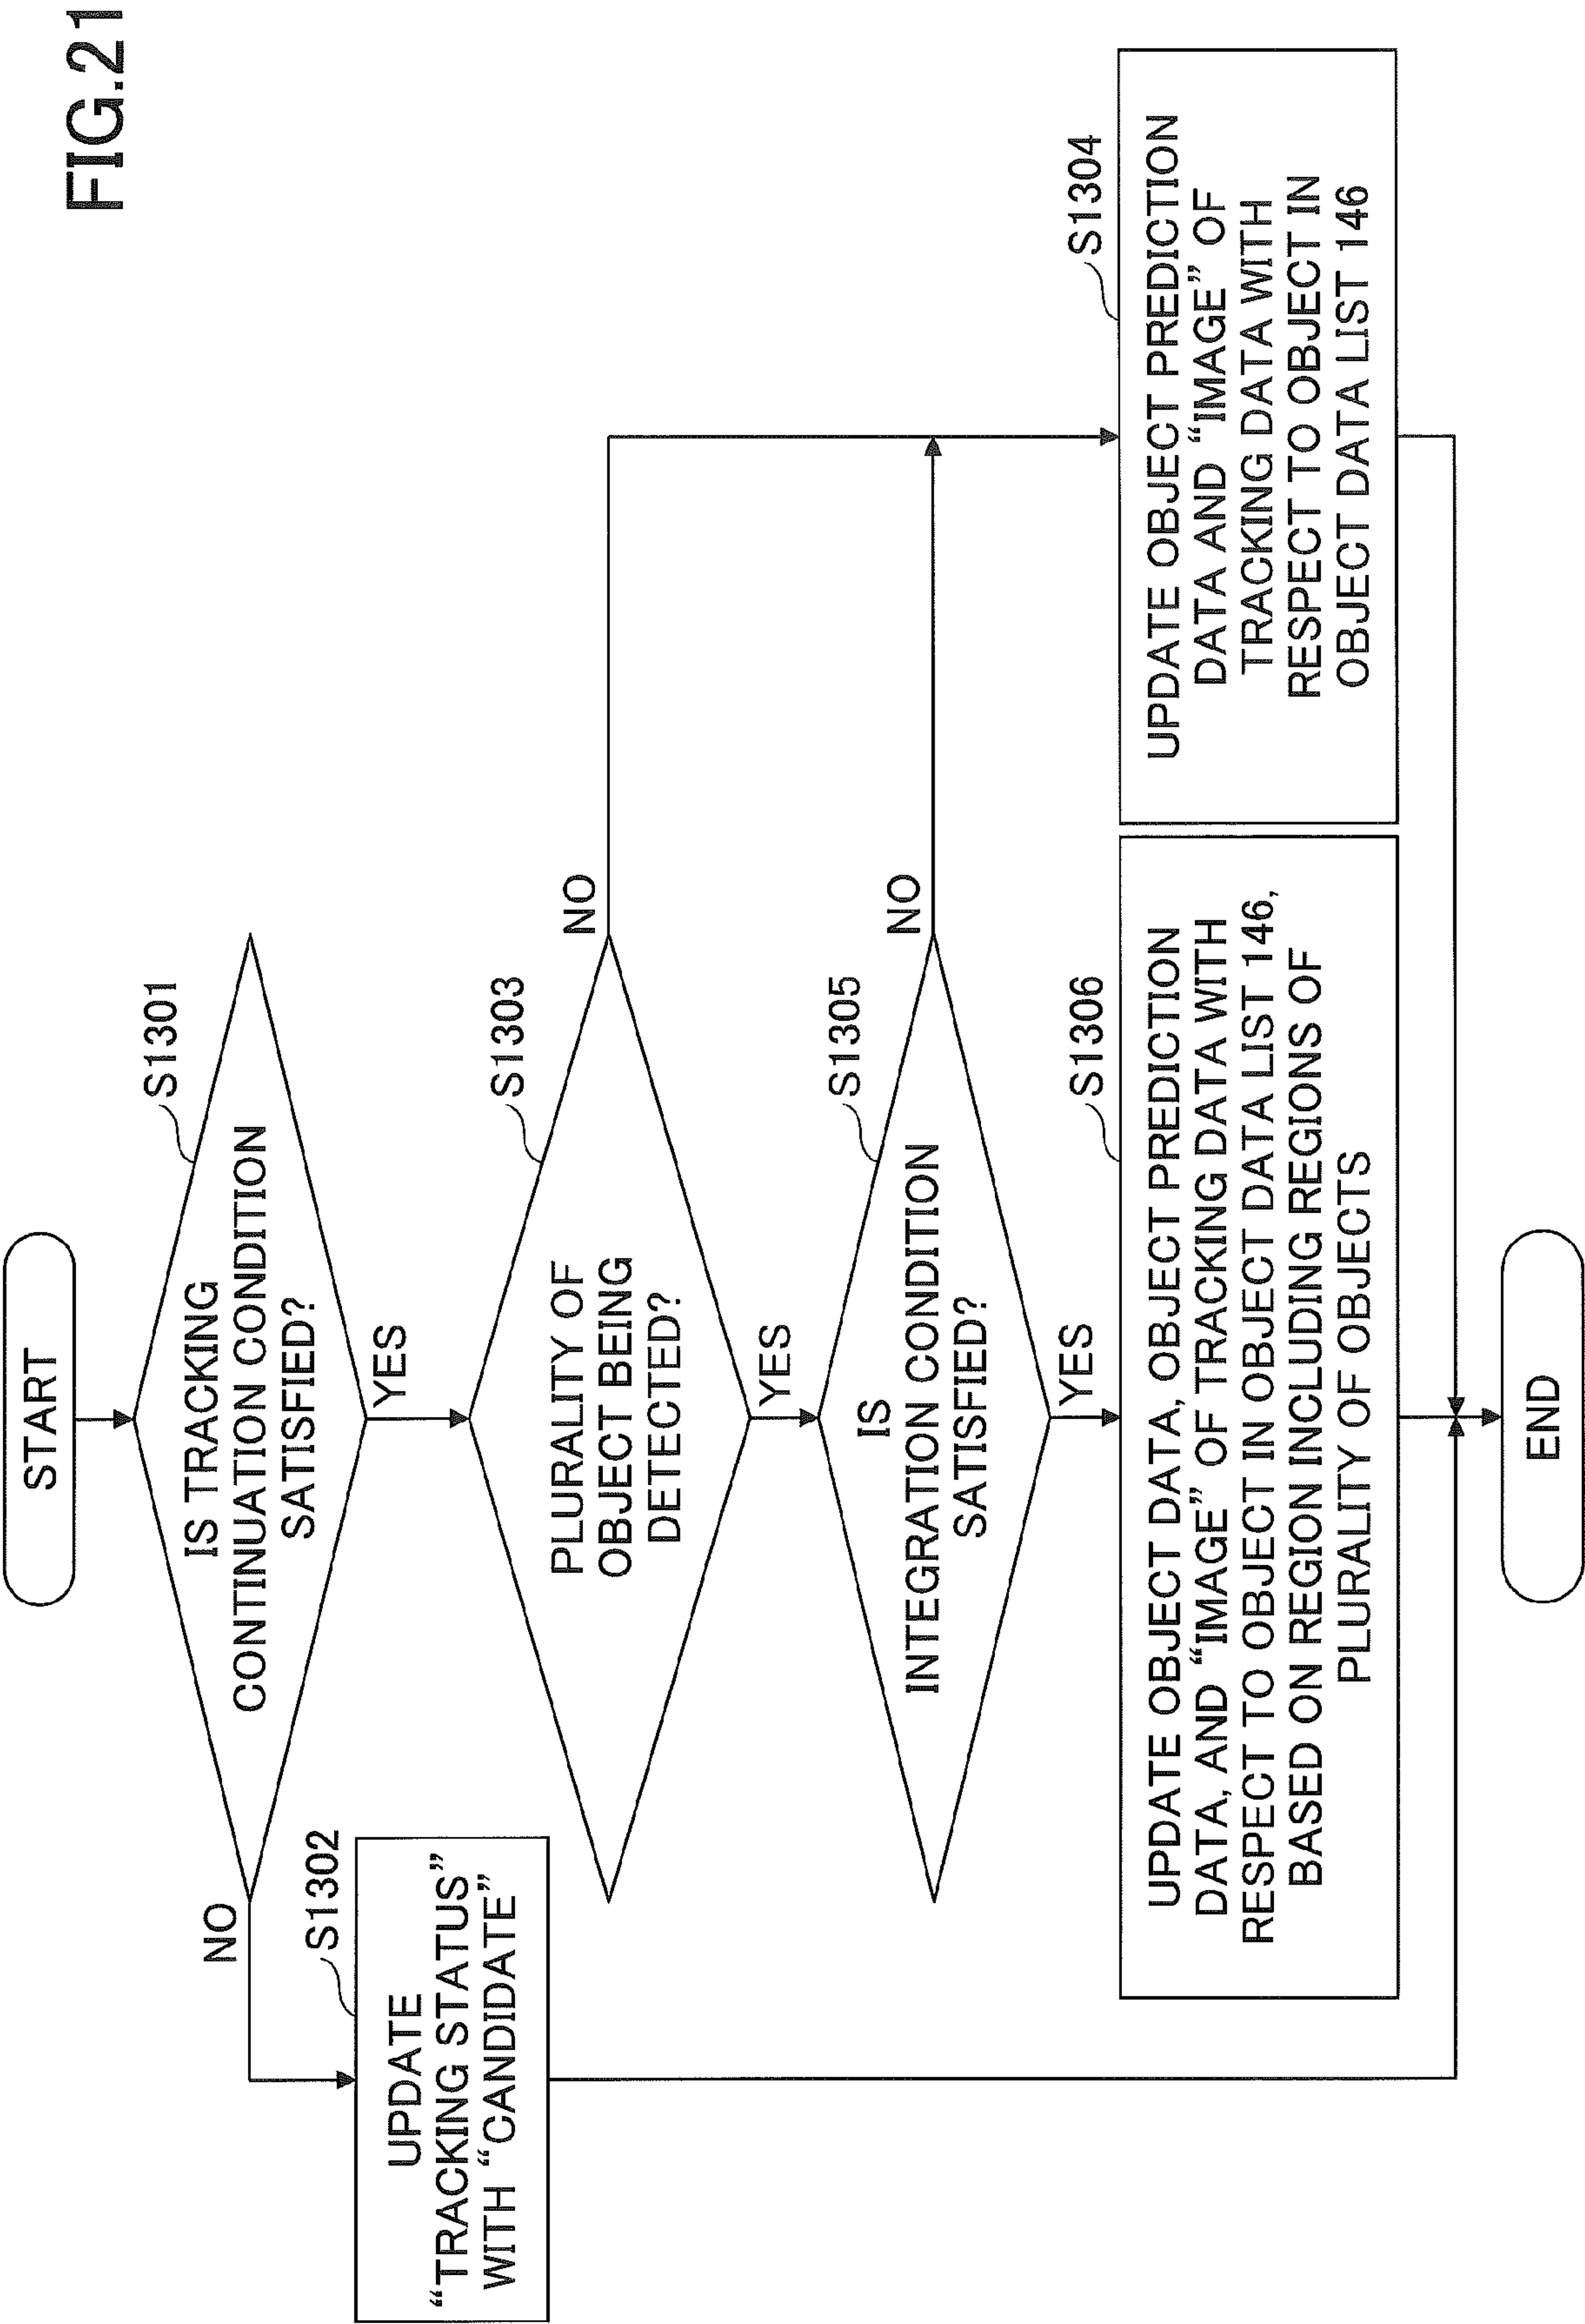 FIG.21
START
S1301
IS TRACKING
CONTINUATION CONDITION
SATISFIED?
NO
YES
S1302
UPDATE
“TRACKING STATUS”
WITH “CANDIDATE”
S1303
PLURALITY OF
OBJECT BEING
DETECTED?
NO
YES
S1305
IS
INTEGRATION CONDITION
SATISFIED?
NO
YES
S1306
UPDATE OBJECT DATA, OBJECT PREDICTION
DATA, AND “IMAGE” OF TRACKING DATA WITH
RESPECT TO OBJECT IN OBJECT DATA LIST 146,
BASED ON REGION INCLUDING REGIONS OF
PLURALITY OF OBJECTS
S1304
UPDATE OBJECT PREDICTION
DATA AND “IMAGE” OF
TRACKING DATA WITH
RESPECT TO OBJECT IN
OBJECT DATA LIST 146
END